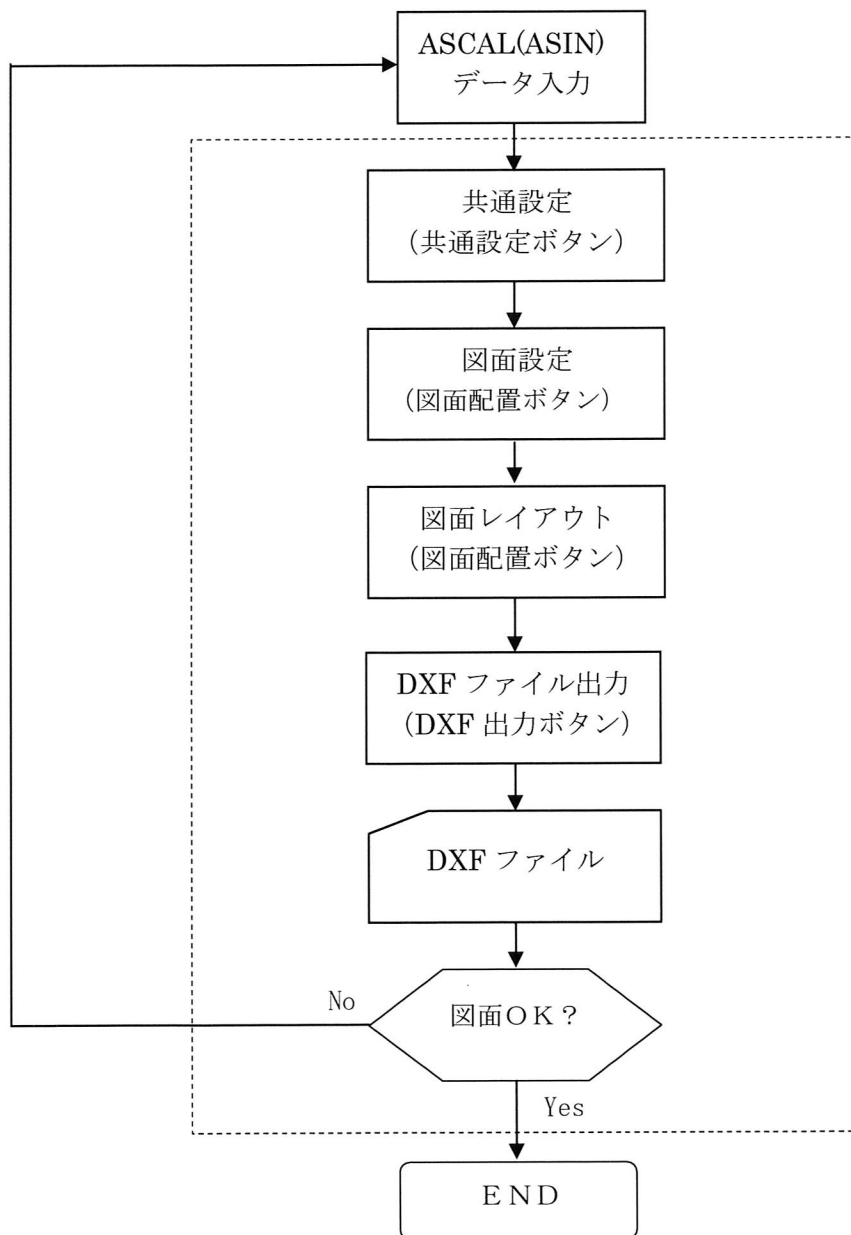 ASCAL(ASIN)
データ入力
共通設定
（共通設定ボタン）
図面設定
（図面配置ボタン）
図面レイアウト
（図面配置ボタン）
DXF ファイル出力
（DXF 出力ボタン）
DXF ファイル
No
図面ＯＫ？
Yes
ＥＮＤ